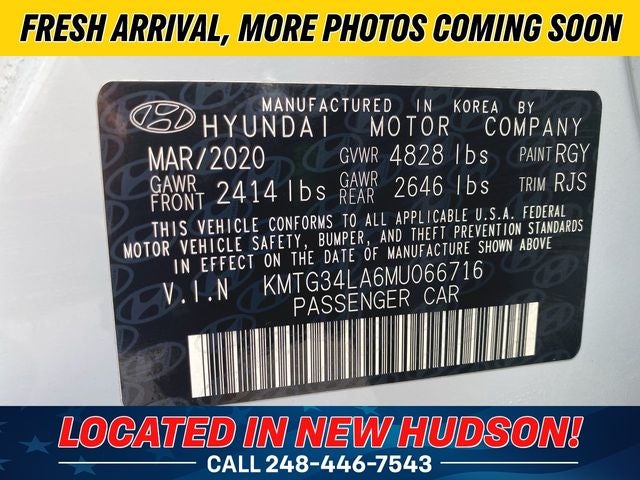 FRESH ARRIVAL, MORE PHOTOS COMING SOON
MANUFACTURED IN KOREA BY
HYUNDAI MOTOR COMPANY
MAR/2020 GVWR 4828 lbs PAINT RGY
GAWR FRONT 2414 lbs GAWR REAR 2646 lbs TRIM RJS
THIS VEHICLE CONFORMS TO ALL APPLICABLE U.S.A. FEDERAL
MOTOR VEHICLE SAFETY, BUMPER, AND THEFT PREVENTION STANDARDS
IN EFFECT ON THE DATE OF MANUFACTURE SHOWN ABOVE
V.I.N KMTG34LA6MU066716
PASSENGER CAR
LOCATED IN NEW HUDSON!
CALL 248-446-7543